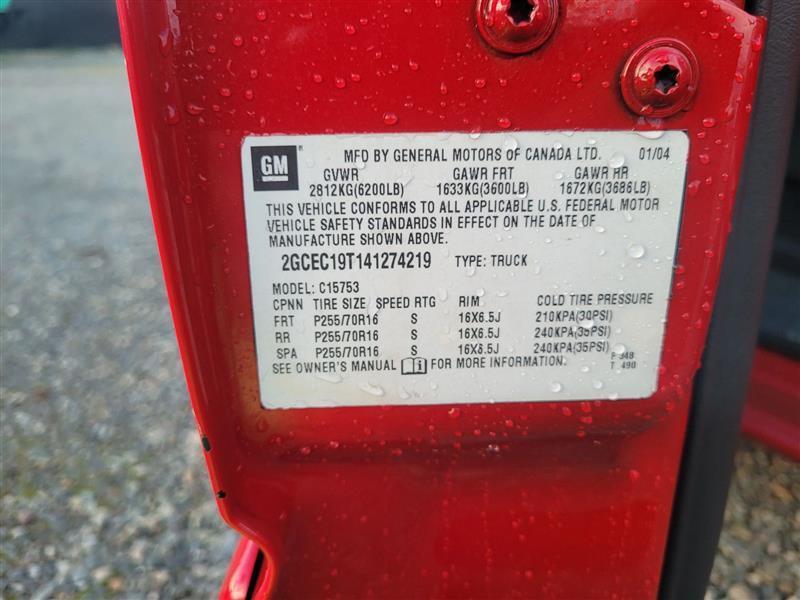 GM MFD BY GENERAL MOTORS OF CANADA LTD. 01/04
GVWR GAWR FRT GAWR RR
2812KG(6200LB) 1633KG(3600LB) 1672KG(3686LB)
THIS VEHICLE CONFORMS TO ALL APPLICABLE U.S. FEDERAL MOTOR
VEHICLE SAFETY STANDARDS IN EFFECT ON THE DATE OF
MANUFACTURE SHOWN ABOVE.
2GCEC19T141274219 TYPE: TRUCK
MODEL: C15753
CPNN TIRE SIZE SPEED RTG RIM COLD TIRE PRESSURE
FRT P255/70R16 S 16X6.5J 210KPA(30PSI)
RR P255/70R16 S 16X6.5J 240KPA(35PSI)
SPA P255/70R16 S 16X6.5J 240KPA(35PSI)
SEE OWNER'S MANUAL FOR MORE INFORMATION.
T 490